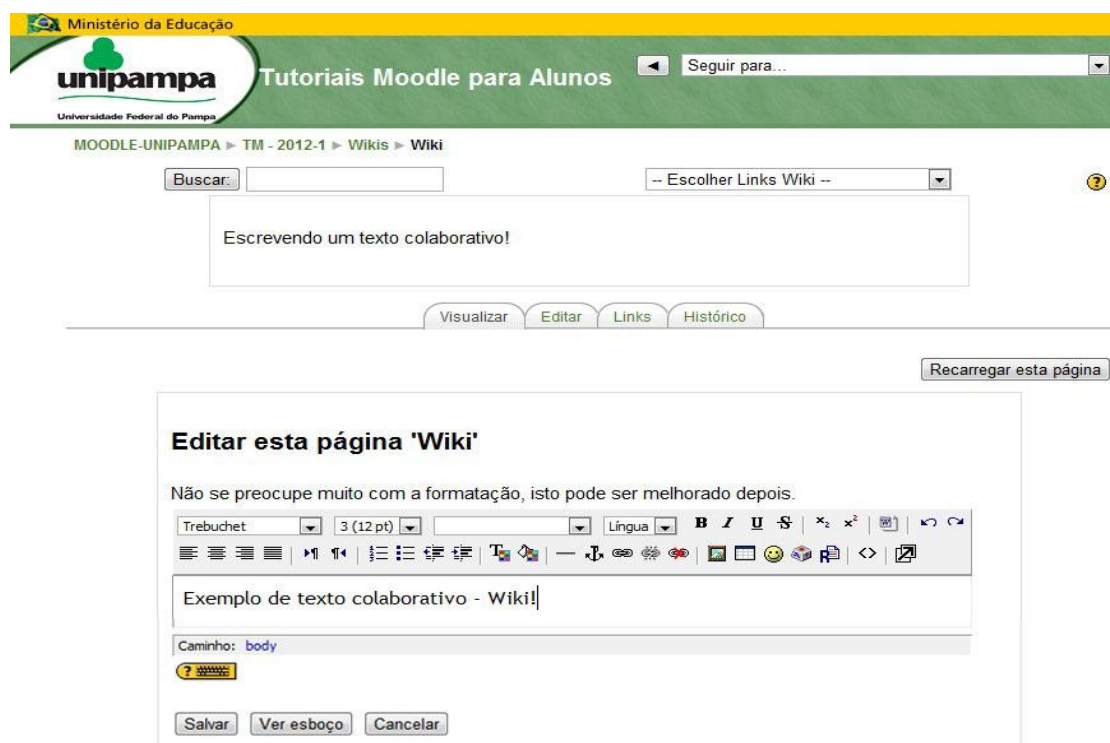 Ministério da Educação
unipampa
Universidade Federal do Pampa
Tutoriais Moodle para Alunos
Seguir para...
MOODLE-UNIPAMPA ► TM - 2012-1 ► Wikis ► Wiki
Buscar:
-- Escolher Links Wiki --
Escrevendo um texto colaborativo!
Visualizar Editar Links Histórico
Recarregar esta página
Editar esta página 'Wiki'
Não se preocupe muito com a formatação, isto pode ser melhorado depois.
Trebuchet 3 (12 pt) Língua B I U S x₂ x²
Exemplo de texto colaborativo - Wiki!
Caminho: body
Salvar Ver esboço Cancelar